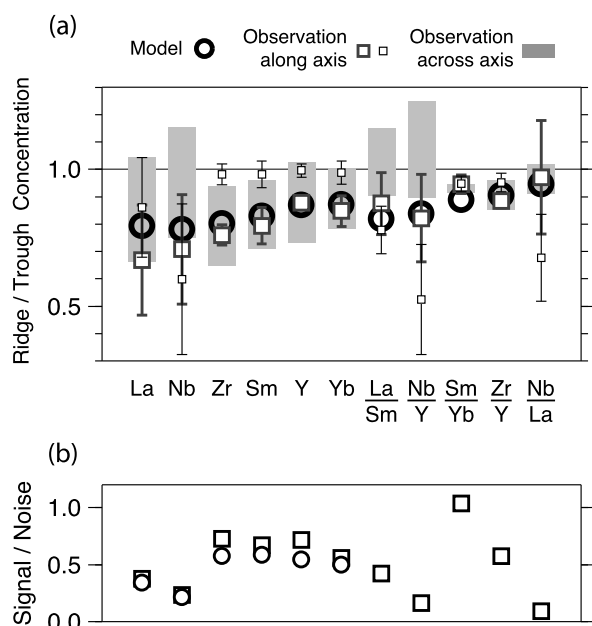 (a)
Model
Observation along axis
Observation across axis
Ridge / Trough Concentration
1.0
0.5
La Nb Zr Sm Y Yb La/Sm Nb/Y Sm/Yb Zr/Y Nb/La
(b)
Signal / Noise
1.0
0.5
0.0